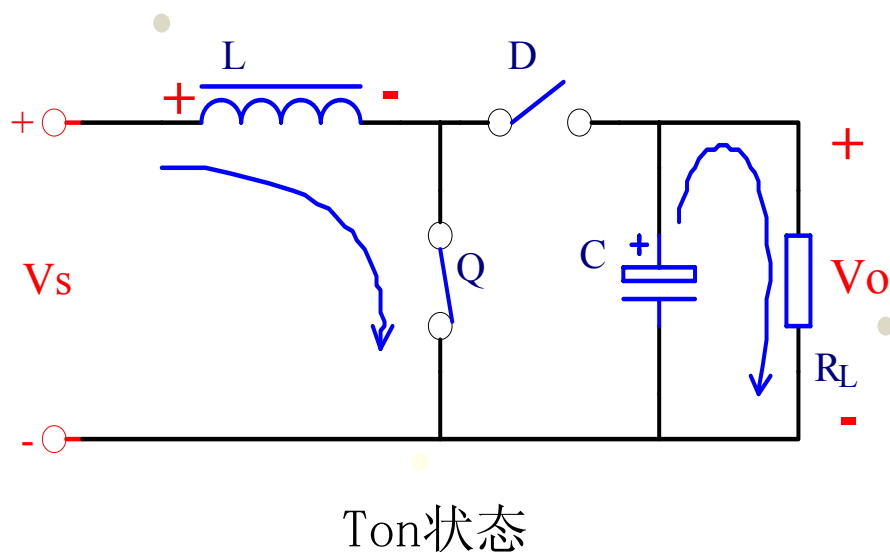 L
D
+
-
+
+
Q
+
C
Vs
Vo
RL
-
-
Ton状态